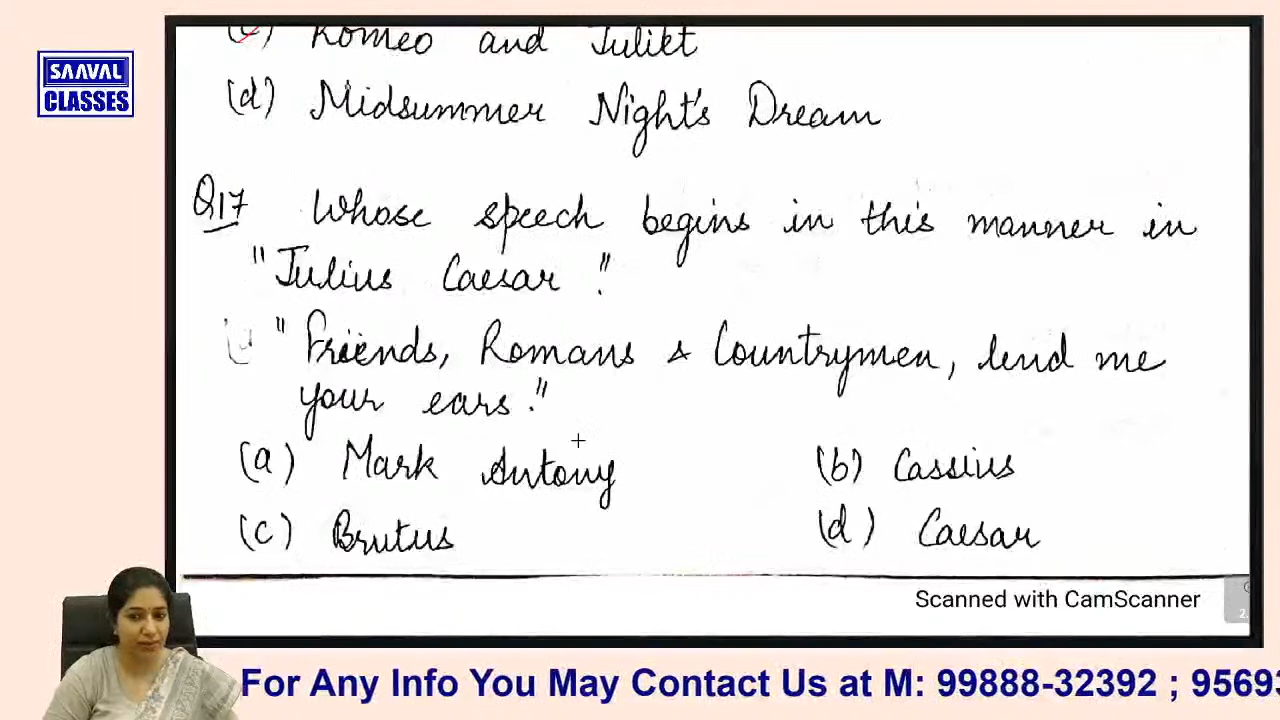 SAAVAL
CLASSES
(c) Romeo and Juliet
(d) Midsummer Night's Dream
Q17 Whose speech begins in this manner in
"Julius Caesar"?
"Friends, Romans & Countrymen, lend me
your ears."
(a) Mark Antony (b) Cassius
(c) Brutus (d) Caesar
Scanned with CamScanner
For Any Info You May Contact Us at M: 99888-32392 ; 9569